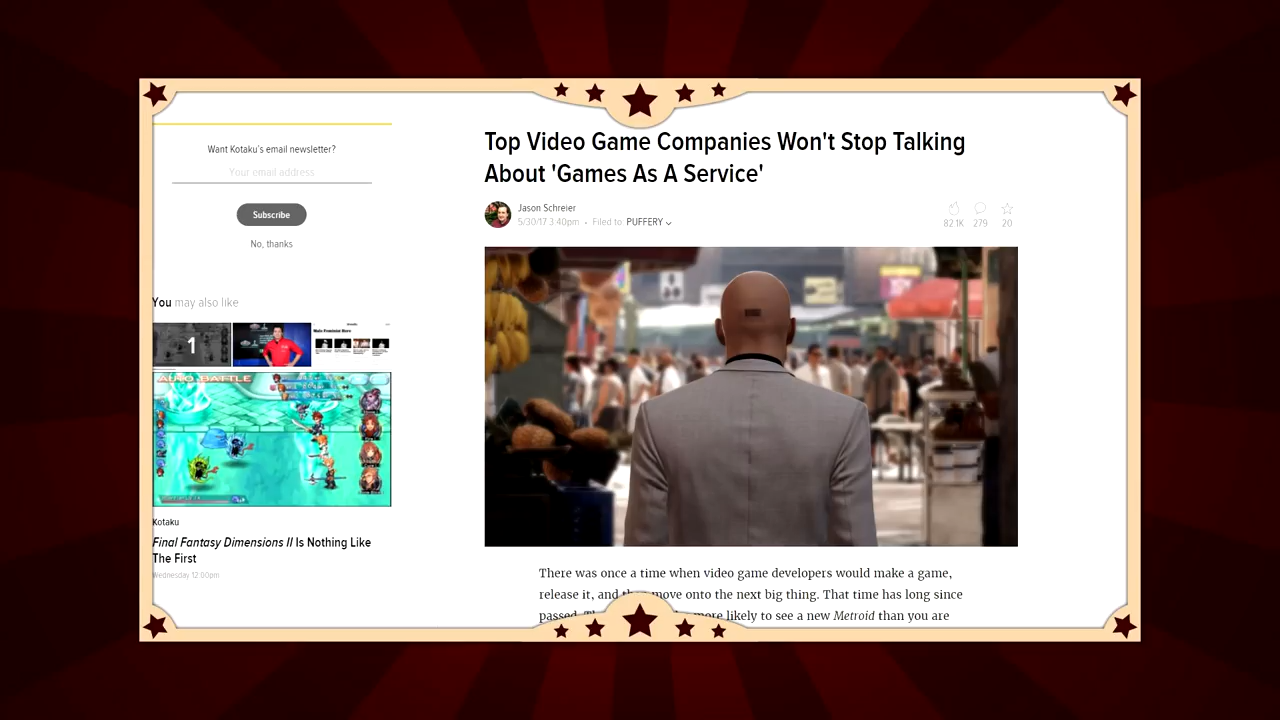 Want Kotaku's email newsletter?
Your email address
Subscribe
No, thanks
You may also like
1
AUTO BATTLE
Kotaku
Final Fantasy Dimensions II Is Nothing Like
The First
Wednesday 12:00pm
Top Video Game Companies Won't Stop Talking
About 'Games As A Service'
Jason Schreier
5/30/17 3:40pm • Filed to: PUFFERY
82.1K 279 20
There was once a time when video game developers would make a game,
release it, and then move onto the next big thing. That time has long since
passed. more likely to see a new Metroid than you are